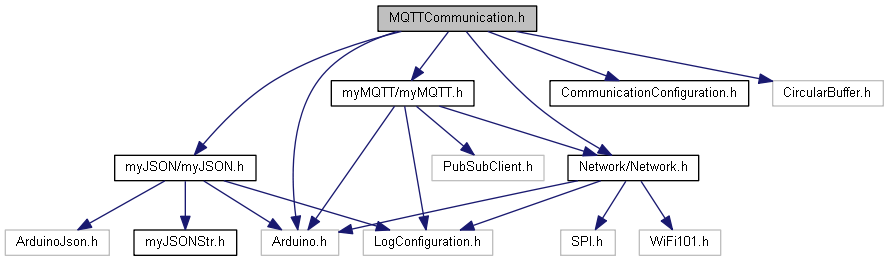 MQTTCommunication.h
myMQTT/myMQTT.h
CommunicationConfiguration.h
CircularBuffer.h
myJSON/myJSON.h
PubSubClient.h
Network/Network.h
ArduinoJson.h
myJSONStr.h
Arduino.h
LogConfiguration.h
SPI.h
WiFi101.h